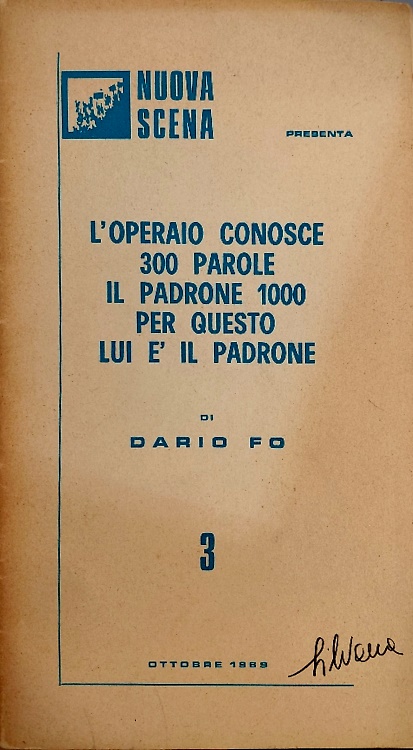 NUOVA
SCENA
PRESENTA
L'OPERAIO CONOSCE
300 PAROLE
IL PADRONE 1000
PER QUESTO
LUI E' IL PADRONE
DI
DARIO FO
3
OTTOBRE 1969
Silvana